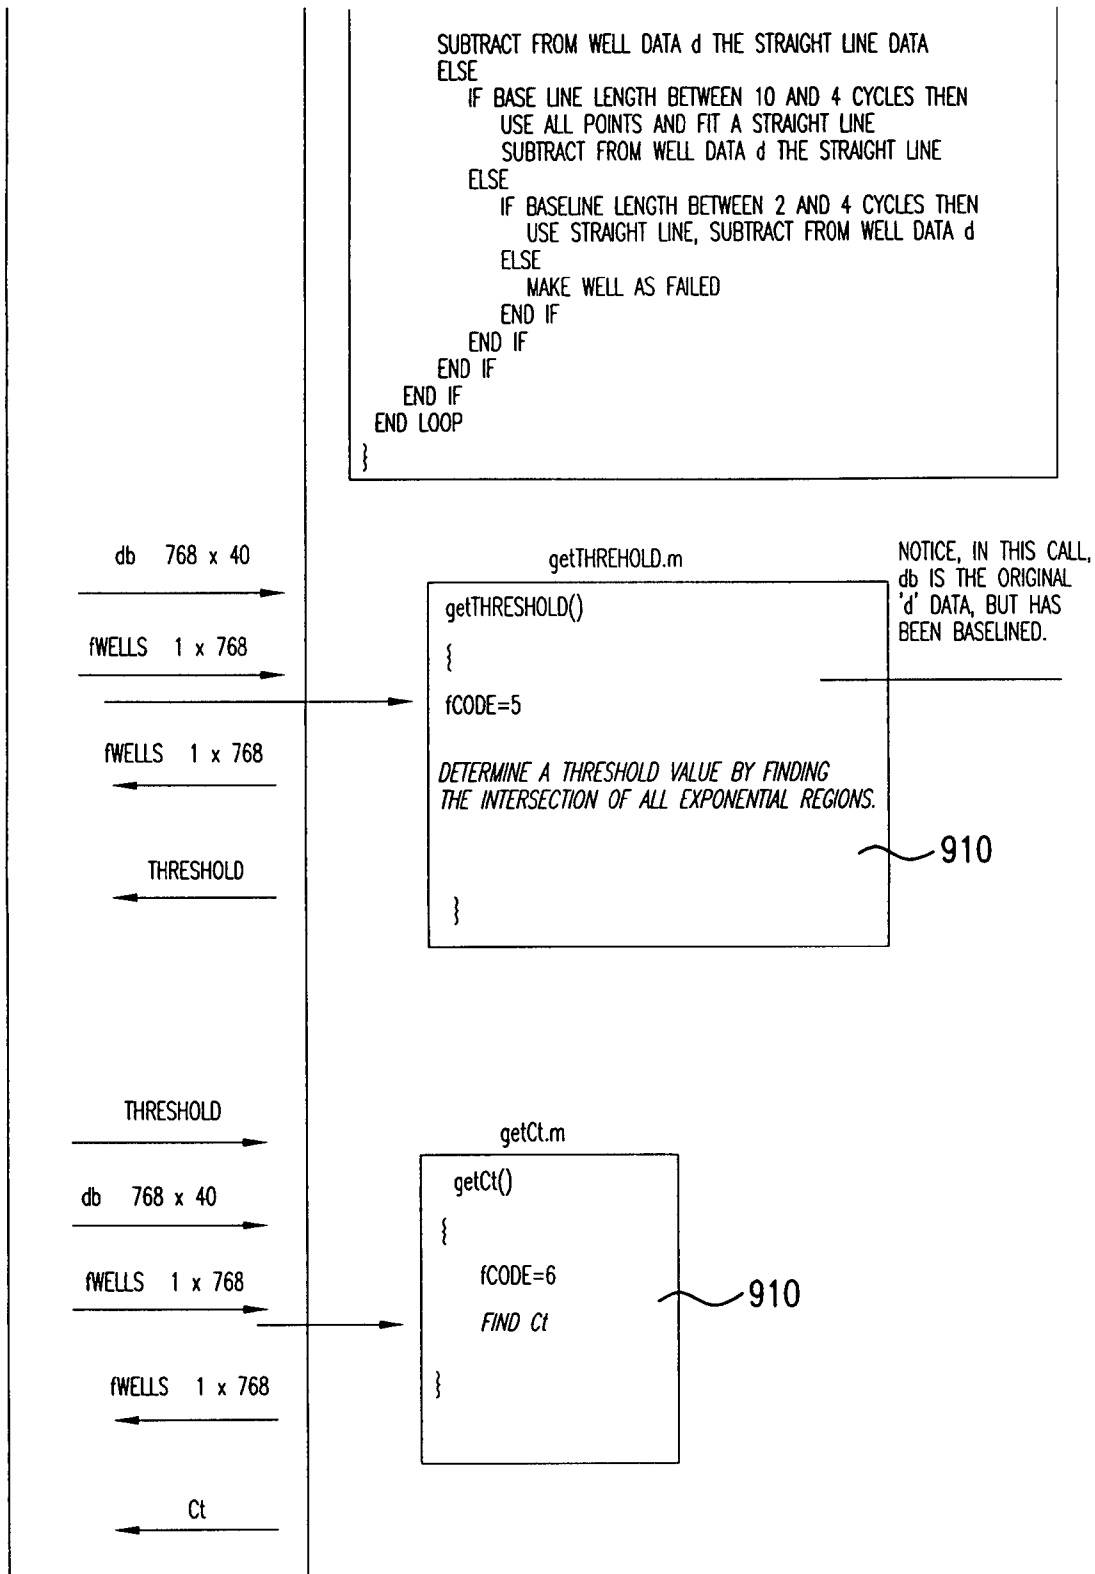 SUBTRACT FROM WELL DATA d THE STRAIGHT LINE DATA
ELSE
IF BASE LINE LENGTH BETWEEN 10 AND 4 CYCLES THEN
USE ALL POINTS AND FIT A STRAIGHT LINE
SUBTRACT FROM WELL DATA d THE STRAIGHT LINE
ELSE
IF BASELINE LENGTH BETWEEN 2 AND 4 CYCLES THEN
USE STRAIGHT LINE, SUBTRACT FROM WELL DATA d
ELSE
MAKE WELL AS FAILED
END IF
END IF
END IF
END IF
END LOOP
}
db 768 x 40
fWELLS 1 x 768
fWELLS 1 x 768
THRESHOLD
getTHREHOLD.m
getTHRESHOLD()
{
fCODE=5
DETERMINE A THRESHOLD VALUE BY FINDING
THE INTERSECTION OF ALL EXPONENTIAL REGIONS.
910
}
NOTICE, IN THIS CALL,
db IS THE ORIGINAL
'd' DATA, BUT HAS
BEEN BASELINED.
THRESHOLD
db 768 x 40
fWELLS 1 x 768
fWELLS 1 x 768
Ct
getCt.m
getCt()
{
fCODE=6
FIND Ct
910
}